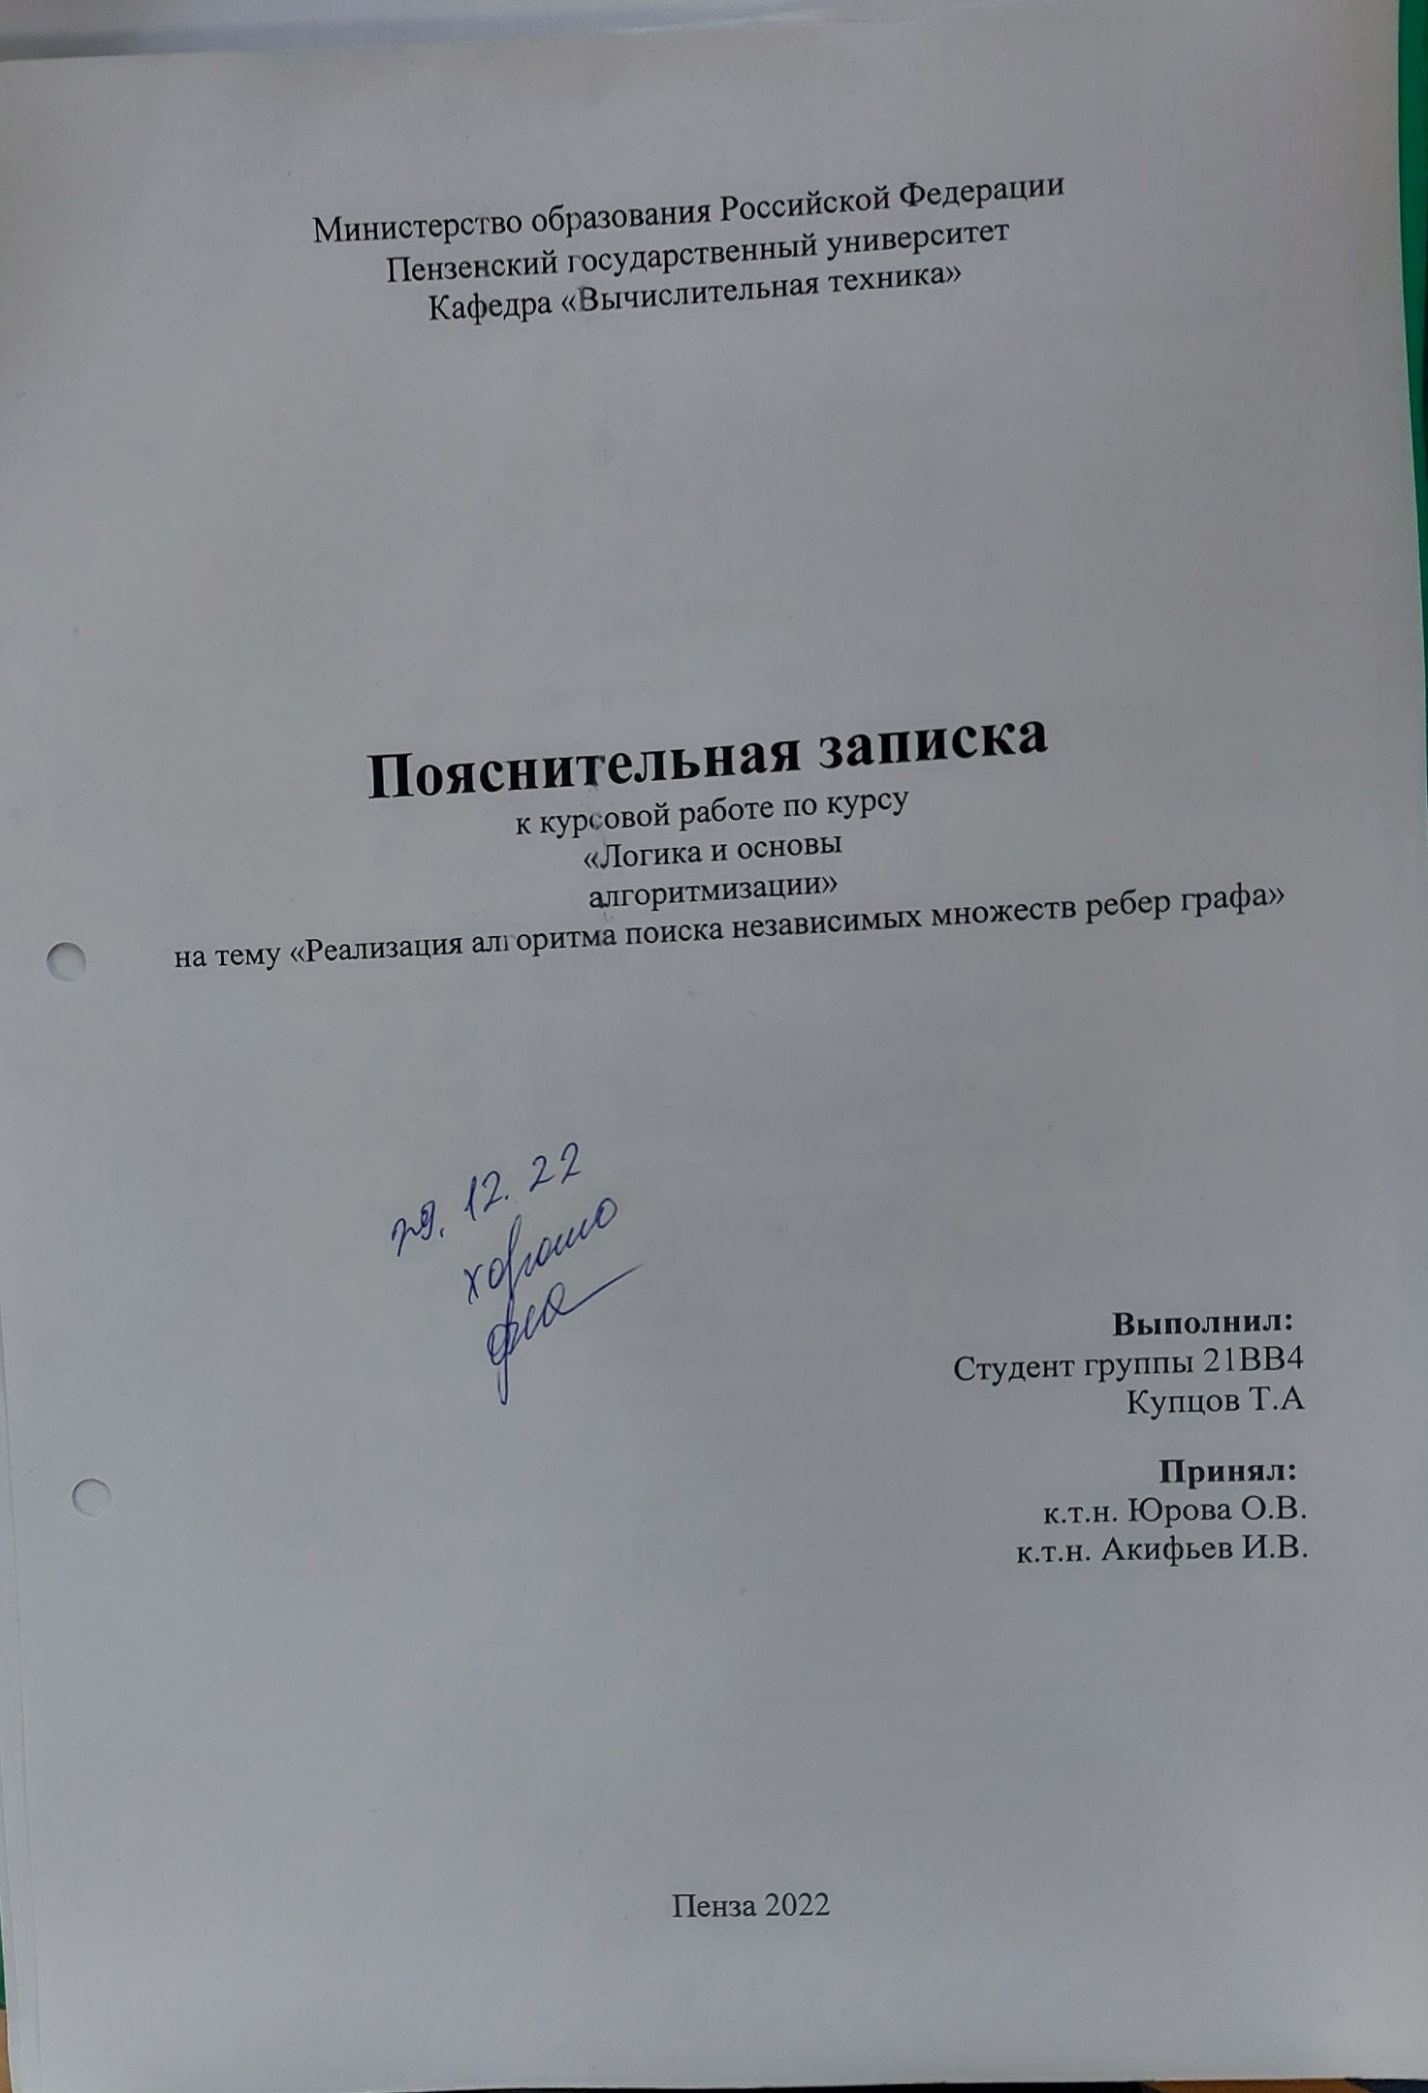 Министерство образования Российской Федерации
Пензенский государственный университет
Кафедра «Вычислительная техника»
Пояснительная записка
к курсовой работе по курсу
«Логика и основы
алгоритмизации»
на тему «Реализация алгоритма поиска независимых множеств ребер графа»
29.12.22
хорошо
Выполнил:
Студент группы 21ВВ4
Купцов Т.А
Принял:
к.т.н. Юрова О.В.
к.т.н. Акифьев И.В.
Пенза 2022